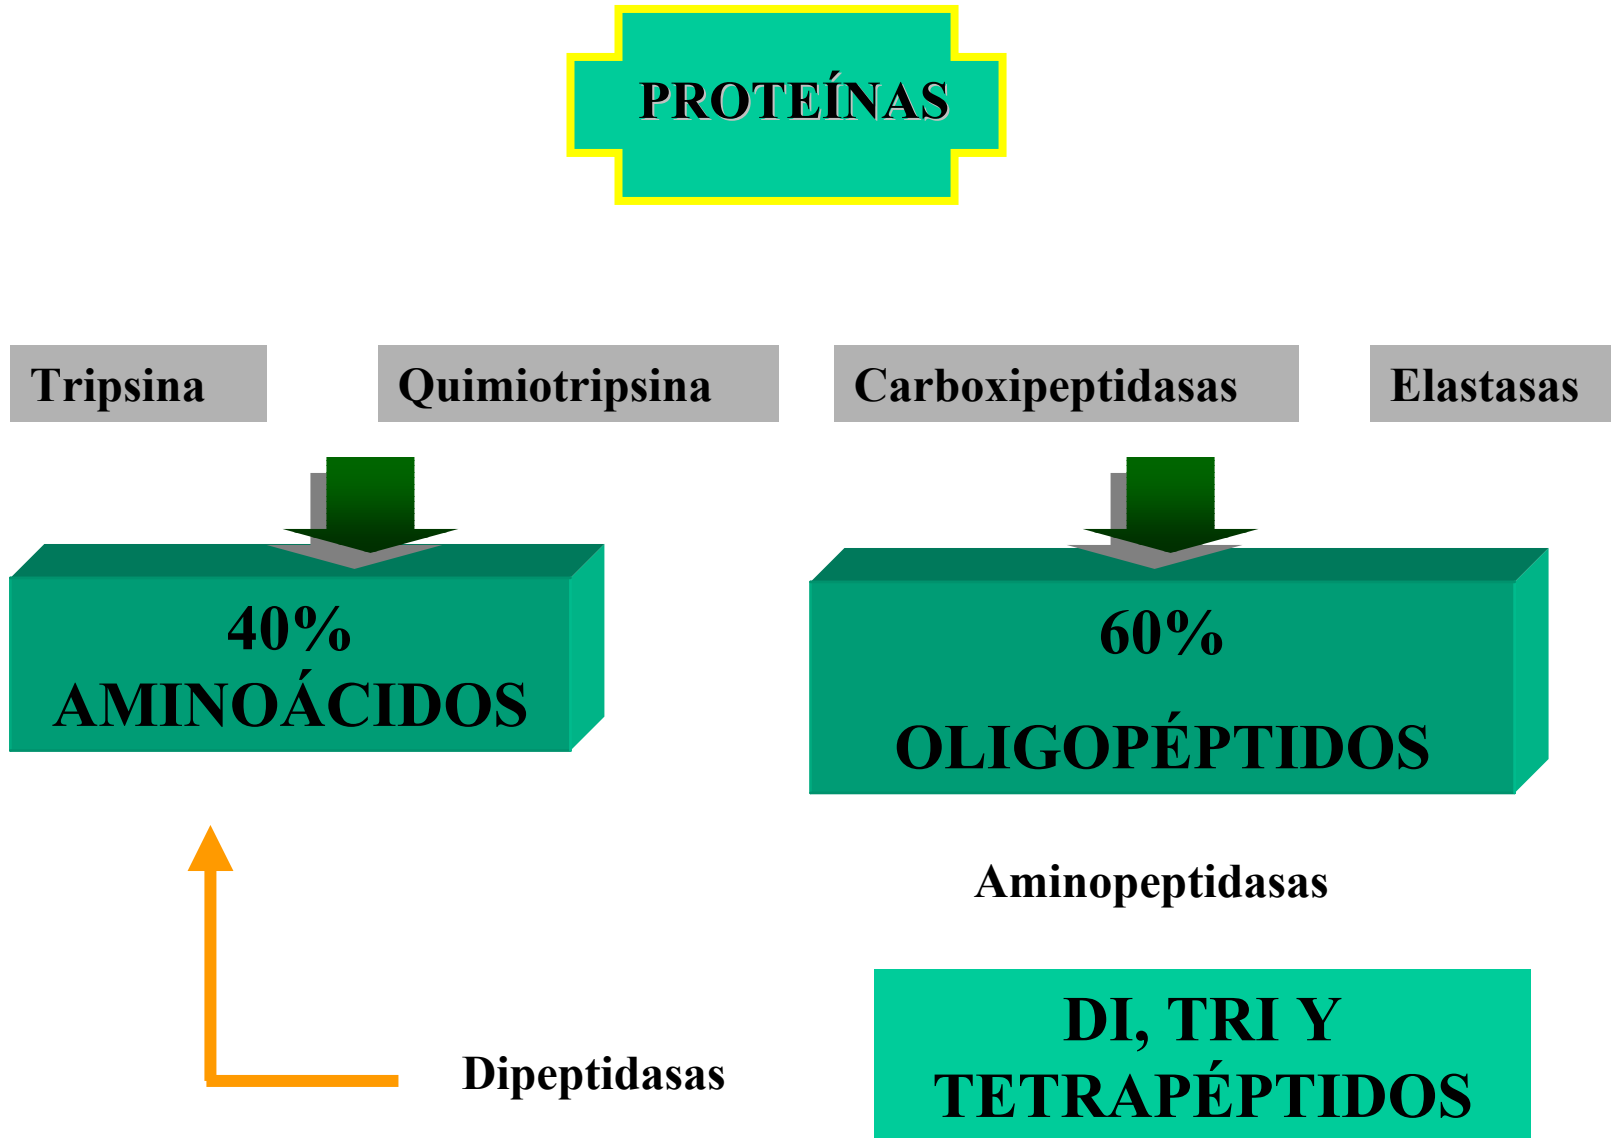 PROTEÍNAS
Tripsina
Quimiotripsina
Carboxipeptidasas
Elastasas
40%
AMINOÁCIDOS
60%
OLIGOPÉPTIDOS
Aminopeptidasas
DI, TRI Y
TETRAPÉPTIDOS
Dipeptidasas